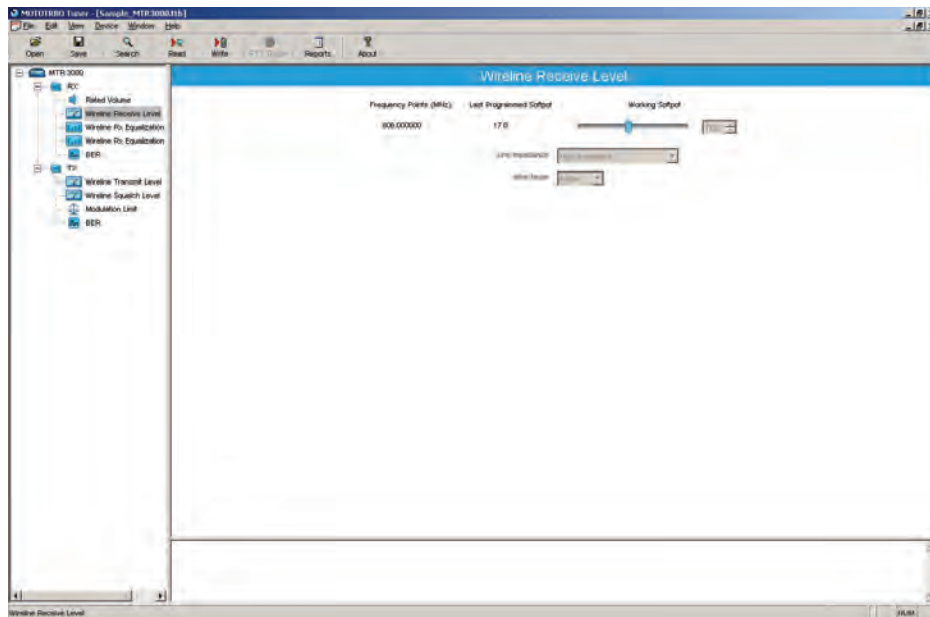 MOTOTRBO Tuner - [Sample_MTR3000.ltb]
File Edit View Device Window Help
Open Save Search Read Write Reports About
MTR 3000
RX
Rated Volume
Wireline Receive Level
Wireline Rx Equalization
Wireline Rx Equalization
BER
TX
Wireline Transmit Level
Wireline Squelch Level
Modulation Limit
BER
Wireline Receive Level
Frequency Points (MHz) Last Programmed Softpot Working Softpot
806.000000 17.0
Line Impedance
Wireline Receive Level
NUM